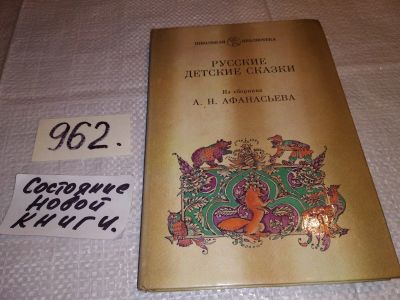 962.
Состояние
новой
книги.
ШКОЛЬНАЯ БИБЛИОТЕКА
РУССКИЕ
ДЕТСКИЕ СКАЗКИ
Из сборника
А. Н. АФАНАСЬЕВА